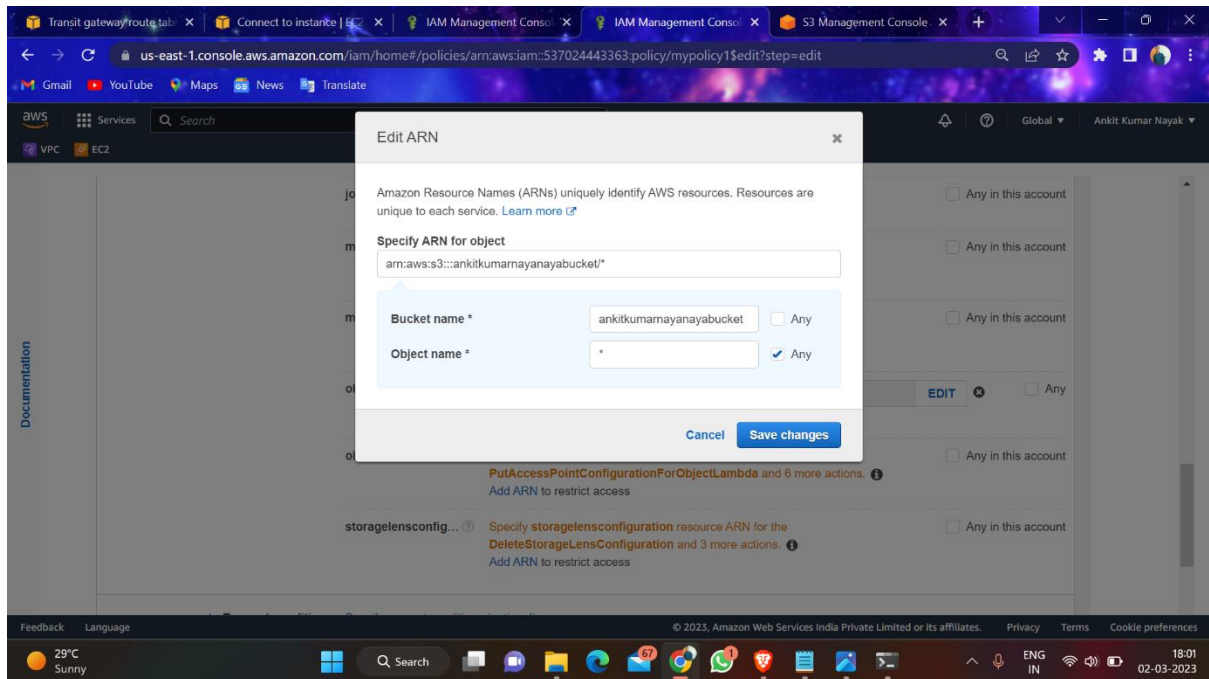 Transit gateway route tab
Connect to instance | EC2
IAM Management Consol
IAM Management Consol
S3 Management Console
us-east-1.console.aws.amazon.com/iam/home#/policies/arn:aws:iam::537024443363:policy/mypolicy1$edit?step=edit
Gmail
YouTube
Maps
News
Translate
aws
Services
Search
Global
Ankit Kumar Nayak
VPC
EC2
Edit ARN
Amazon Resource Names (ARNs) uniquely identify AWS resources. Resources are
unique to each service. Learn more
Specify ARN for object
arn:aws:s3:::ankitkumarnayanayabucket/*
Bucket name *
ankitkumarnayanayabucket
Any
Object name *
*
Any
Cancel
Save changes
jo
Any in this account
m
Any in this account
m
Any in this account
Documentation
ob
EDIT
Any
ob
Any in this account
PutAccessPointConfigurationForObjectLambda and 6 more actions.
Add ARN to restrict access
storagelensconfig...
Specify storagelensconfiguration resource ARN for the
Any in this account
DeleteStorageLensConfiguration and 3 more actions.
Add ARN to restrict access
Feedback
Language
© 2023, Amazon Web Services India Private Limited or its affiliates.
Privacy
Terms
Cookie preferences
29°C
Sunny
Search
67
1
ENG
IN
18:01
02-03-2023